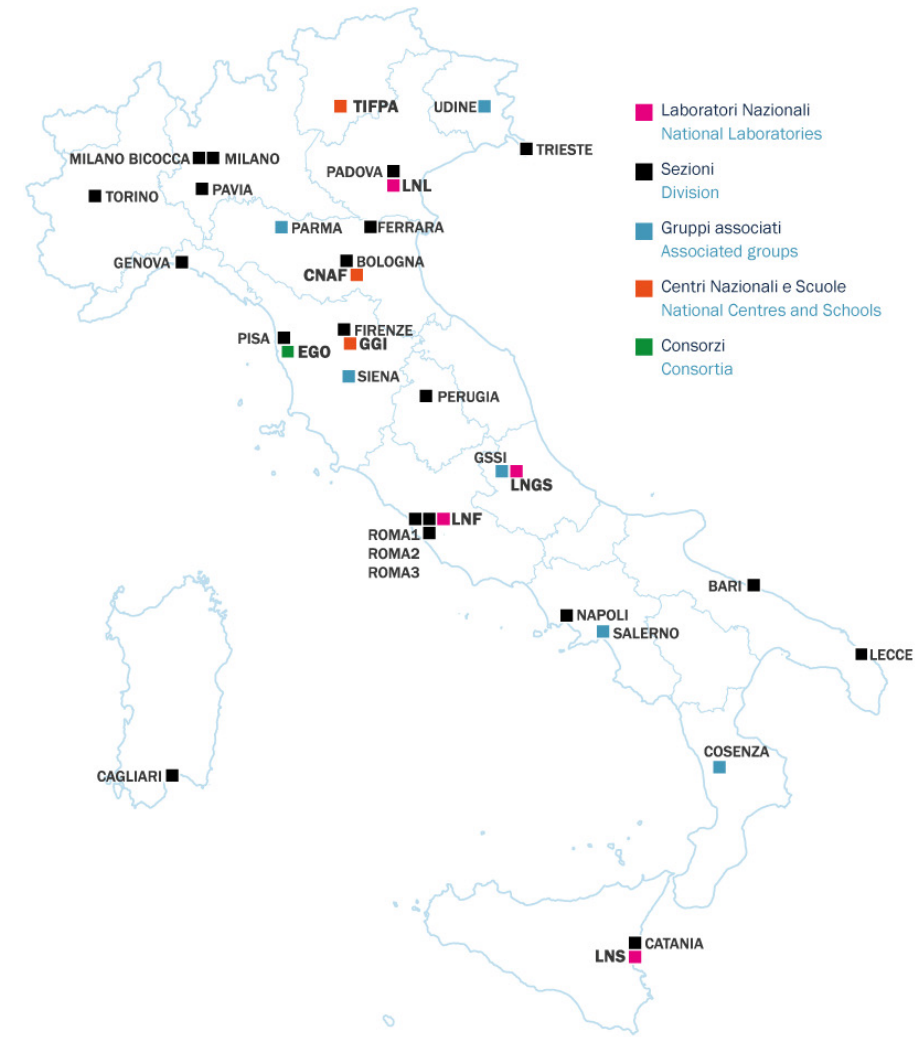 TIFPA
UDINE
TRIESTE
MILANO BICOCCA
MILANO
PADOVA
LNL
PAVIA
TORINO
PARMA
FERRARA
GENOVA
BOLOGNA
CNAF
PISA
FIRENZE
EGO
GGI
SIENA
PERUGIA
GSSI
LNGS
LNF
ROMA1
ROMA2
ROMA3
BARI
NAPOLI
SALERNO
LECCE
COSENZA
CAGLIARI
CATANIA
LNS
Laboratori Nazionali
National Laboratories
Sezioni
Division
Gruppi associati
Associated groups
Centri Nazionali e Scuole
National Centres and Schools
Consorzi
Consortia